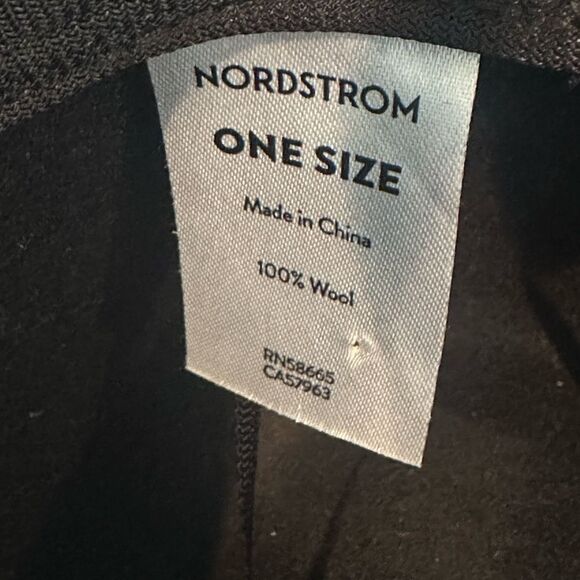 NORDSTROM
ONE SIZE
Made in China
100% Wool
RN58665
CA57963